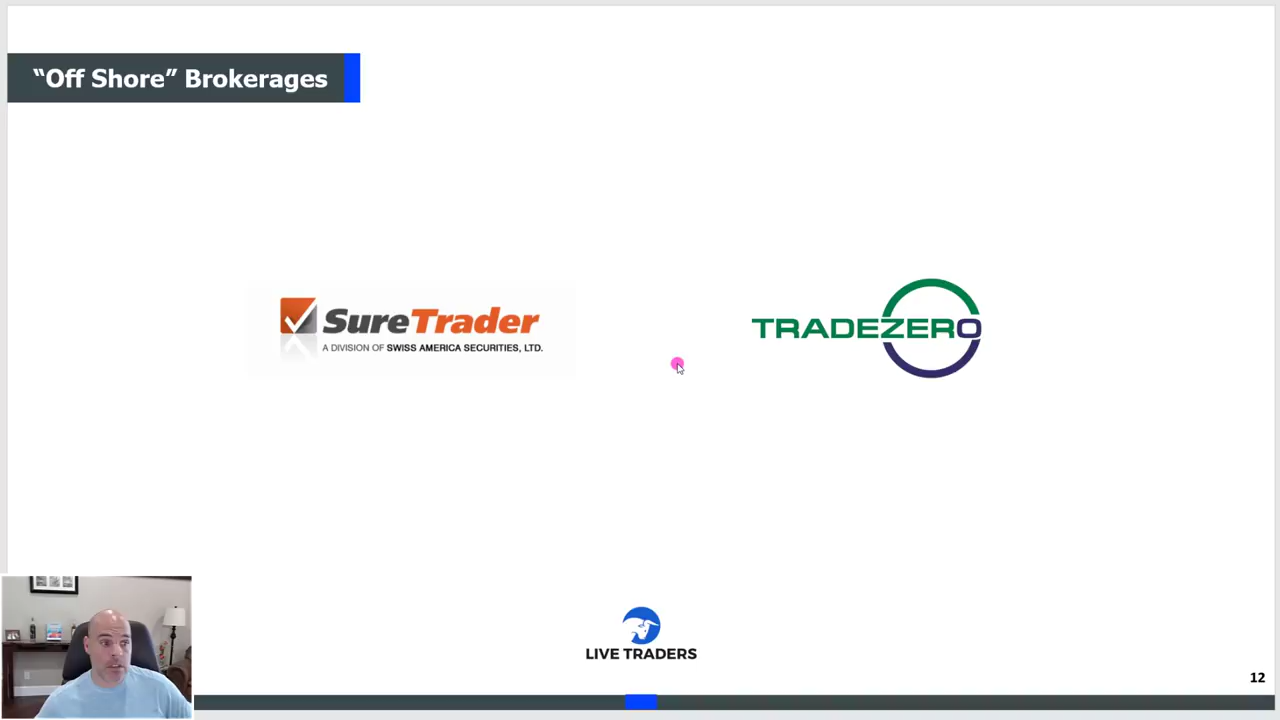 “Off Shore” Brokerages
SureTrader
A DIVISION OF SWISS AMERICA SECURITIES, LTD.
TRADEZERO
LIVE TRADERS
12